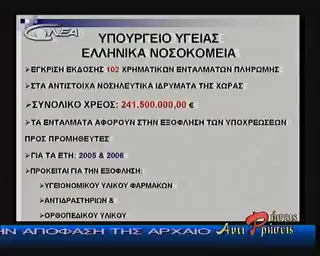 ΝΕΑ
ΥΠΟΥΡΓΕΙΟ ΥΓΕΙΑΣ
ΕΛΛΗΝΙΚΑ ΝΟΣΟΚΟΜΕΙΑ
➢ΕΓΚΡΙΣΗ ΕΚΔΟΣΗΣ 102 ΧΡΗΜΑΤΙΚΩΝ ΕΝΤΑΛΜΑΤΩΝ ΠΛΗΡΩΜΗΣ
➢ΣΤΑ ΑΝΤΙΣΤΟΙΧΑ ΝΟΣΗΛΕΥΤΙΚΑ ΙΔΡΥΜΑΤΑ ΤΗΣ ΧΩΡΑΣ
➢ΣΥΝΟΛΙΚΟ ΧΡΕΟΣ: 241.500.000,00 €
➢ΤΑ ΕΝΤΑΛΜΑΤΑ ΑΦΟΡΟΥΝ ΣΤΗΝ ΕΞΟΦΛΗΣΗ ΤΩΝ ΥΠΟΧΡΕΩΣΕΩΝ
ΠΡΟΣ ΠΡΟΜΗΘΕΥΤΕΣ
➢ΓΙΑ ΤΑ ΕΤΗ: 2005 & 2006
➢ΠΡΟΚΕΙΤΑΙ ΓΙΑ ΤΗΝ ΕΞΟΦΛΗΣΗ:
➢ΥΓΕΙΟΝΟΜΙΚΟΥ ΥΛΙΚΟΥ ΦΑΡΜΑΚΩΝ
➢ΑΝΤΙΔΡΑΣΤΗΡΙΩΝ &
➢ΟΡΘΟΠΕΔΙΚΟΥ ΥΛΙΚΟΥ
ΗΝ ΑΠΟΦΑΣΗ ΤΗΣ ΑΡΧΑΙΟ
Ρήσεις
Αντι Ρήσεις